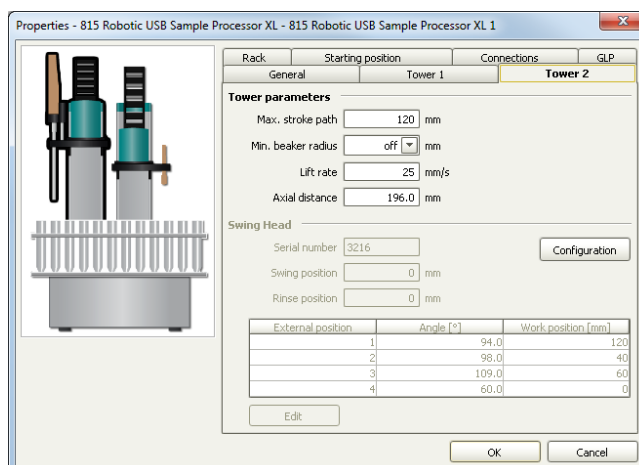 Properties - 815 Robotic USB Sample Processor XL - 815 Robotic USB Sample Processor XL 1
Rack Starting position Connections GLP
General Tower 1 Tower 2
Tower parameters
Max. stroke path 120 mm
Min. beaker radius off mm
Lift rate 25 mm/s
Axial distance 196.0 mm
Swing Head
Serial number 3216
Configuration
Swing position 0 mm
Rinse position 0 mm
External position Angle [°] Work position [mm]
1 94.0 120
2 98.0 40
3 109.0 60
4 60.0 0
Edit
OK Cancel